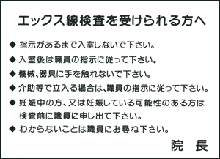 エックス線検査を受けられる方へ
◆ 指示があるまで入室しないで下さい。
◆ 入室後は職員の指示に従って下さい。
◆ 機械、器具に手を触れないで下さい。
◆ 介助等で立入る場合は、職員の指示に従って下さい。
◆ 妊娠中の方、又は妊娠している可能性のある方は
検査前に職員に申し出て下さい。
◆ わからないことは職員にお尋ね下さい。
院 長